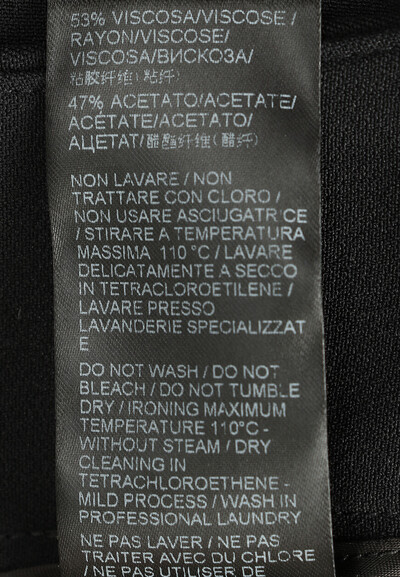 53% VISCOSA/VISCOSE/
RAYON/VISCOSE/
VISCOSA/ВИСКОЗА/
粘胶纤维(粘纤)
47% ACETATO/ACETATE/
ACÉTATE/ACETATO/
АЦЕТАТ/醋酯纤维(醋纤)
NON LAVARE / NON
TRATTARE CON CLORO /
NON USARE ASCIUGATRICE
/ STIRARE A TEMPERATURA
MASSIMA 110 °C / LAVARE
DELICATAMENTE A SECCO
IN TETRACLOROETILENE /
LAVARE PRESSO
LAVANDERIE SPECIALIZZAT
E
DO NOT WASH / DO NOT
BLEACH / DO NOT TUMBLE
DRY / IRONING MAXIMUM
TEMPERATURE 110°C -
WITHOUT STEAM / DRY
CLEANING IN
TETRACHLOROETHENE -
MILD PROCESS / WASH IN
PROFESSIONAL LAUNDRY
NE PAS LAVER / NE PAS
TRAITER AVEC DU CHLORE
/ NE PAS UTILISER DE